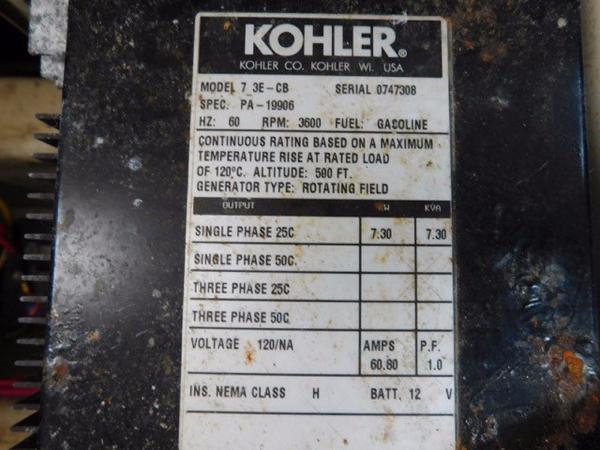 KOHLER®
KOHLER CO. KOHLER WI. USA
MODEL 7_3E-CB SERIAL 0747308
SPEC. PA-19906
HZ: 60 RPM: 3600 FUEL: GASOLINE
CONTINUOUS RATING BASED ON A MAXIMUM
TEMPERATURE RISE AT RATED LOAD
OF 120ºC. ALTITUDE: 500 FT.
GENERATOR TYPE: ROTATING FIELD
OUTPUT KW KVA
SINGLE PHASE 25C 7.30 7.30
SINGLE PHASE 50C
THREE PHASE 25C
THREE PHASE 50C
VOLTAGE 120/NA AMPS P.F.
60.80 1.0
INS. NEMA CLASS H BATT. 12 V